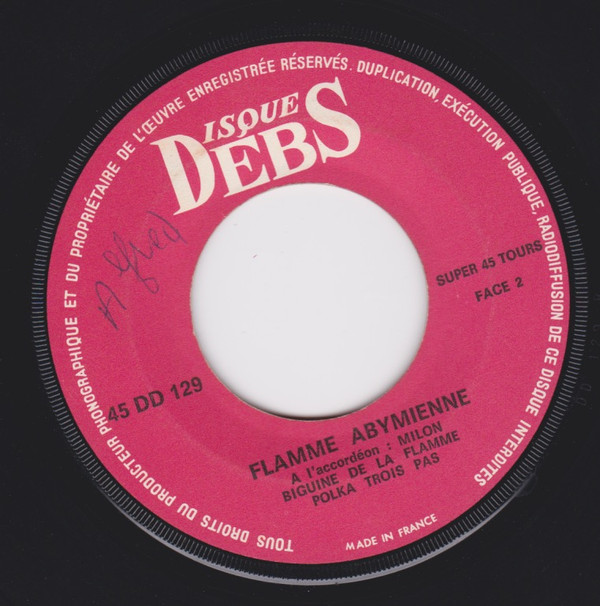 TOUS DROITS DU PRODUCTEUR PHONOGRAPHIQUE ET DU PROPRIÉTAIRE DE L'ŒUVRE ENREGISTRÉE RÉSERVÉS. DUPLICATION, EXÉCUTION PUBLIQUE, RADIODIFFUSION DE CE DISQUE INTERDITES
DISQUE
DEBS
Alfred
SUPER 45 TOURS
FACE 2
45 DD 129
FLAMME ABYMIENNE
A l'accordéon : MILON
BIGUINE DE LA FLAMME
POLKA TROIS PAS
MADE IN FRANCE